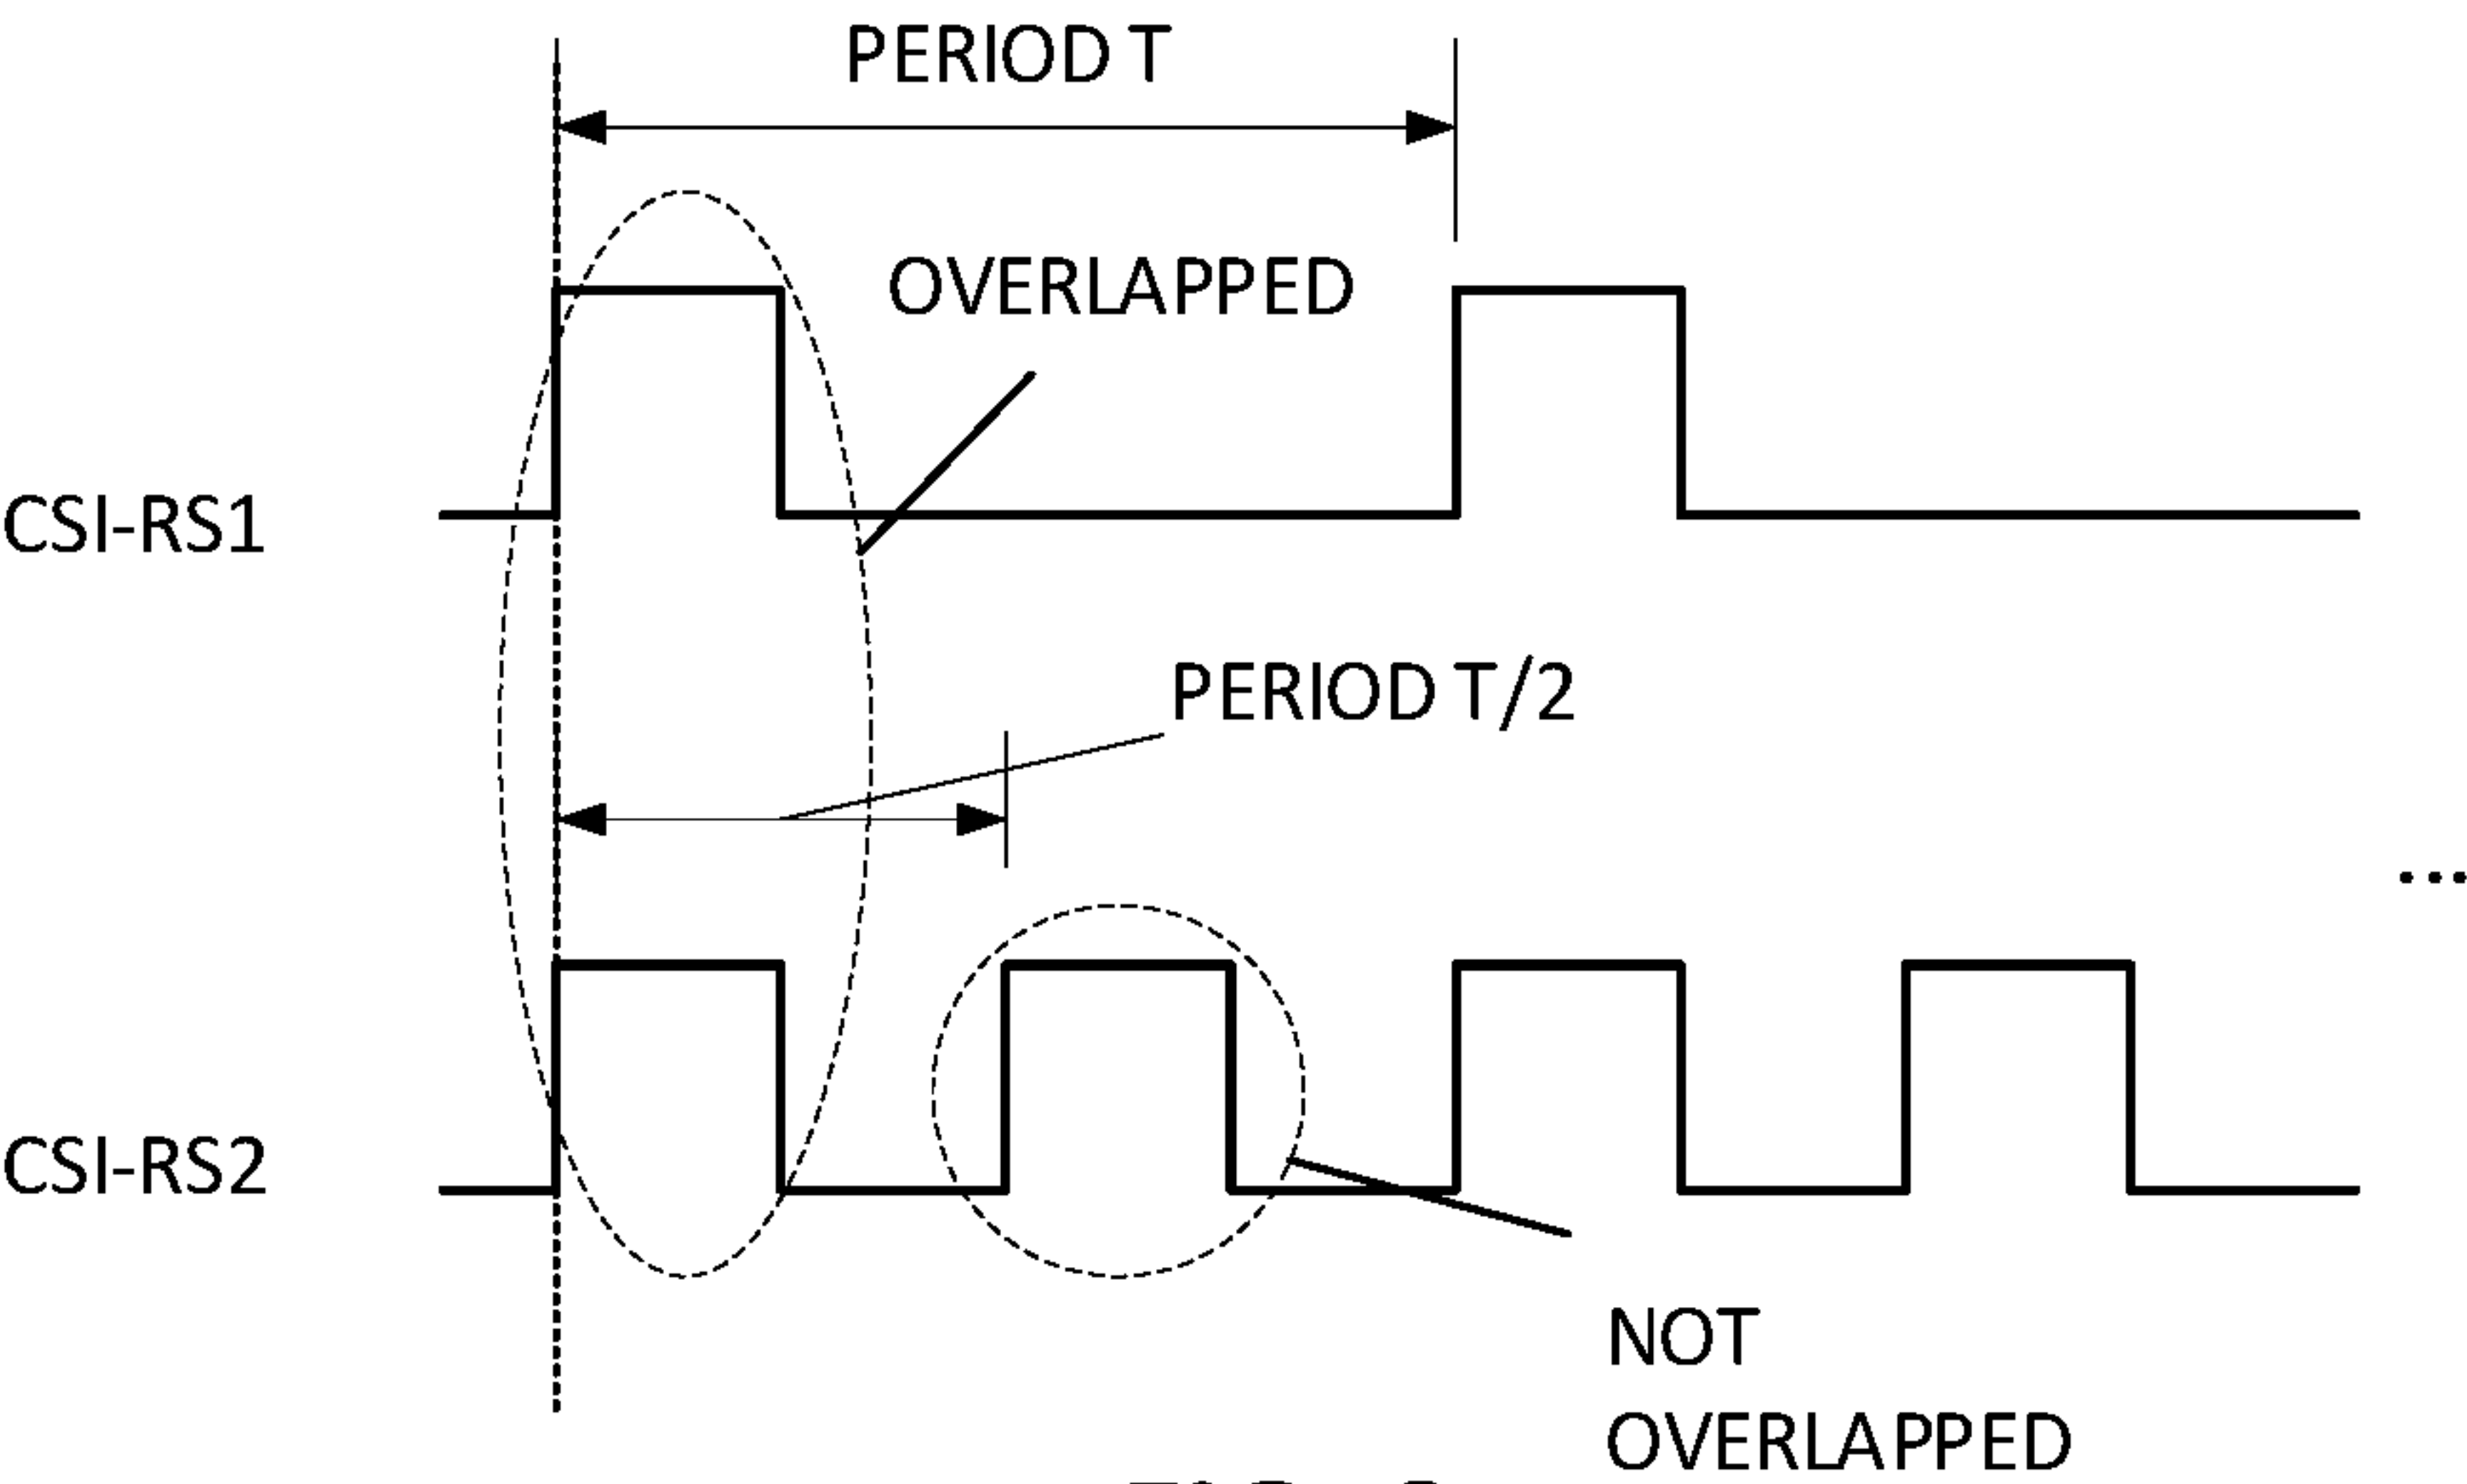 PERIOD T
OVERLAPPED
CSI-RS1
PERIOD T/2
...
CSI-RS2
NOT
OVERLAPPED